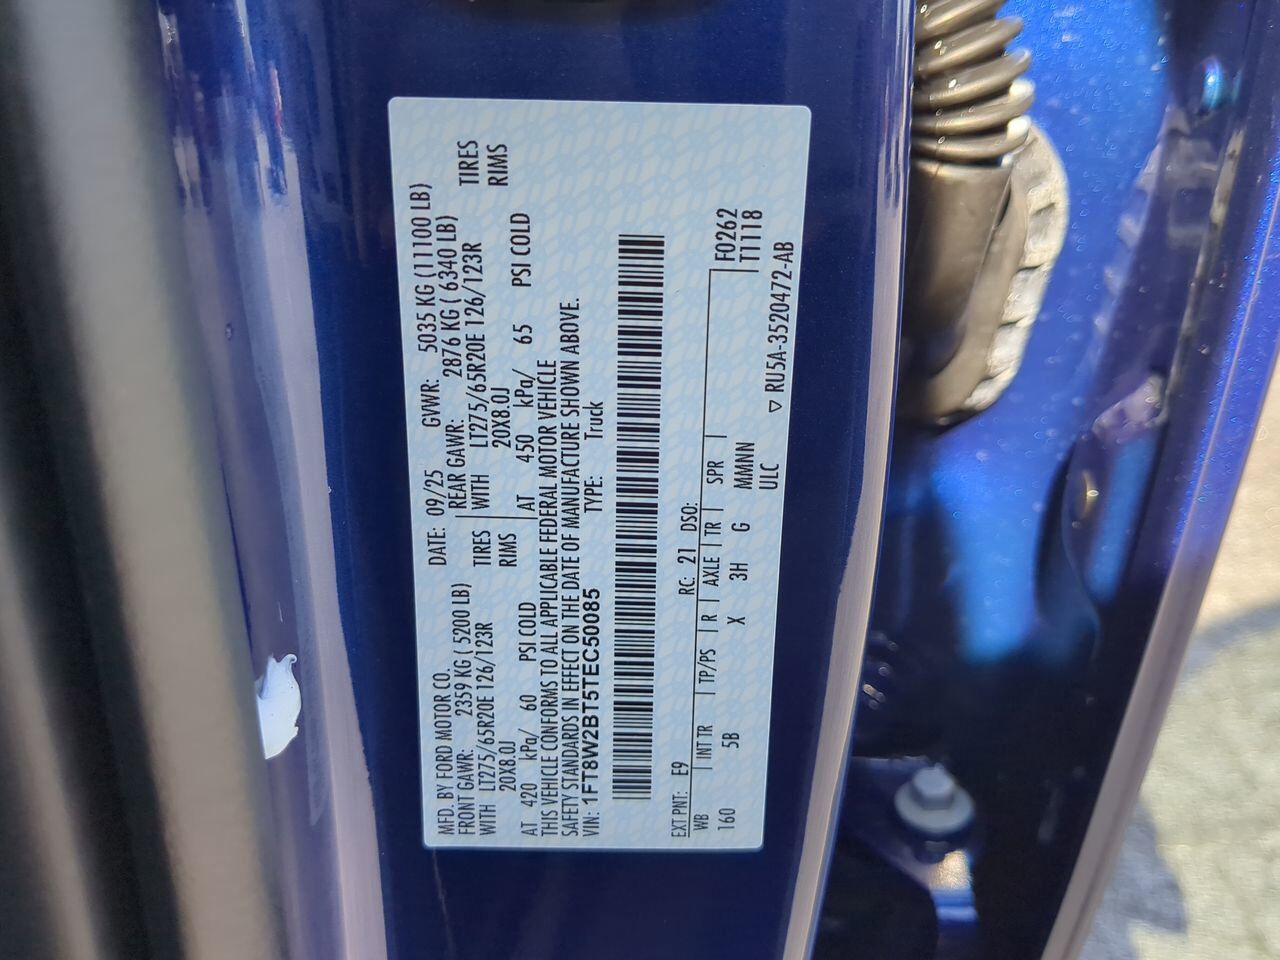 MFD. BY FORD MOTOR CO. DATE: 09/25 GVWR: 5035 KG (11100 LB)
FRONT GAWR: 2359 KG ( 5200 LB) REAR GAWR: 2876 KG ( 6340 LB)
WITH LT275/65R20E 126/123R TIRES WITH LT275/65R20E 126/123R TIRES
20X8.0J RIMS 20X8.0J RIMS
AT 420 kPa/ 60 PSI COLD AT 450 kPa/ 65 PSI COLD
THIS VEHICLE CONFORMS TO ALL APPLICABLE FEDERAL MOTOR VEHICLE
SAFETY STANDARDS IN EFFECT ON THE DATE OF MANUFACTURE SHOWN ABOVE.
VIN: 1FT8W2BT5TEC50085 TYPE: Truck
EXT PNT: E9 RC: 21 DSO:
WB INT TR TP/PS R AXLE TR SPR F0262
160 5B X 3H G MMNN T1118
ULC ▽ RU5A-3520472-AB